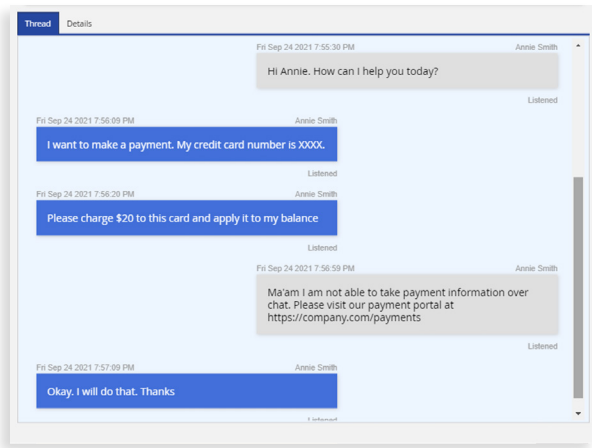 Thread Details
Fri Sep 24 2021 7:55:30 PM Annie Smith
Hi Annie. How can I help you today?
Listened
Fri Sep 24 2021 7:56:09 PM Annie Smith
I want to make a payment. My credit card number is XXXX.
Listened
Fri Sep 24 2021 7:56:20 PM Annie Smith
Please charge $20 to this card and apply it to my balance
Listened
Fri Sep 24 2021 7:56:59 PM Annie Smith
Ma'am I am not able to take payment information over
chat. Please visit our payment portal at
https://company.com/payments
Listened
Fri Sep 24 2021 7:57:09 PM Annie Smith
Okay. I will do that. Thanks
Listened